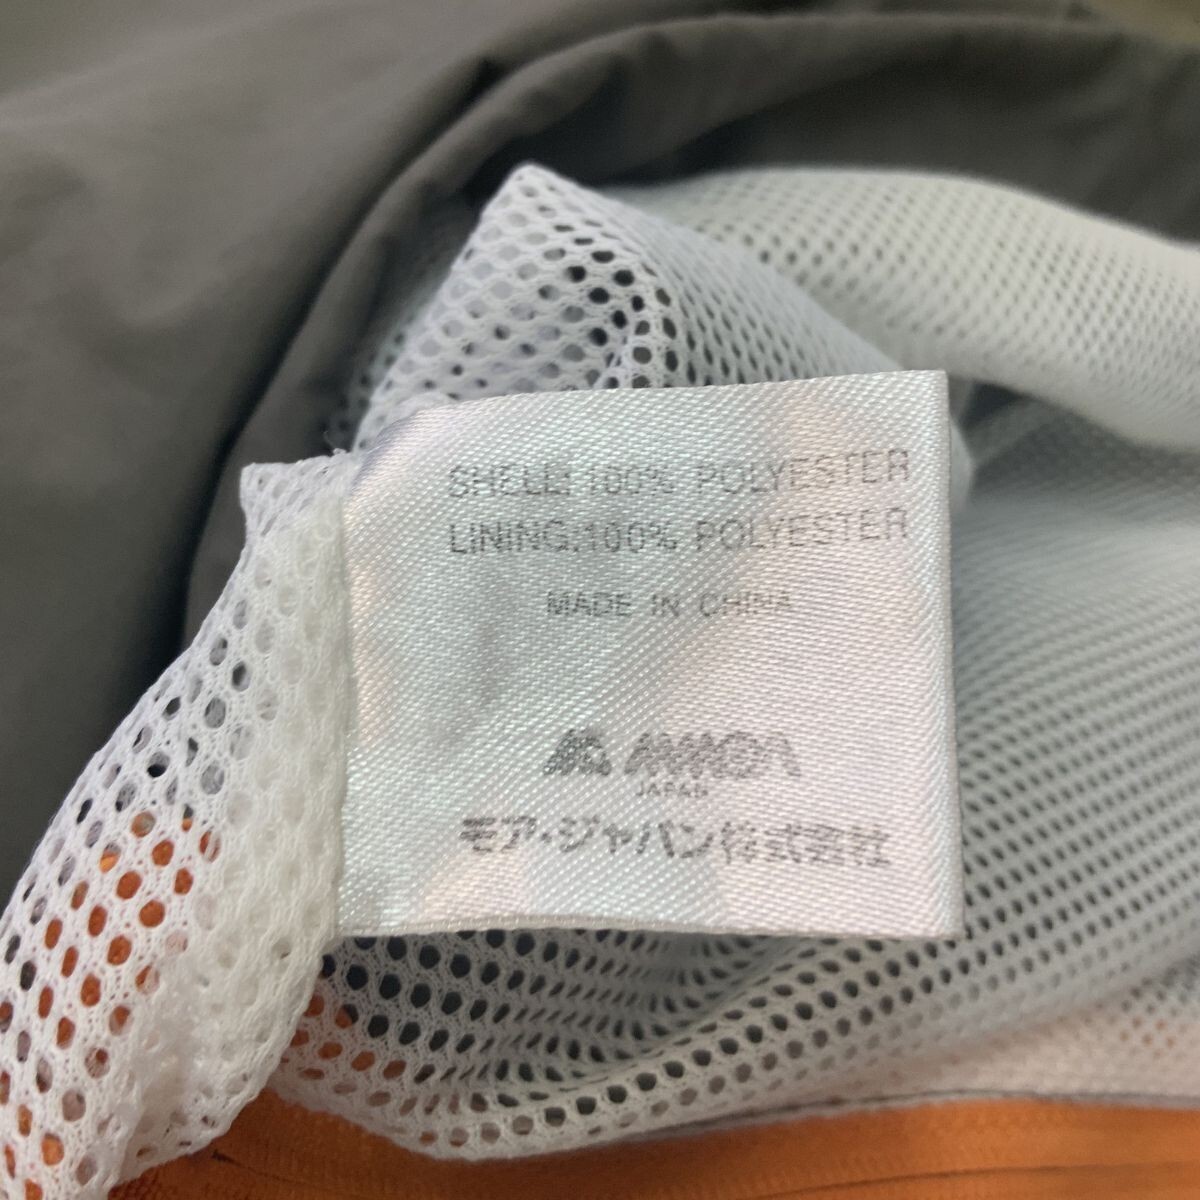 SHELL: 100% POLYESTER
LINING:100% POLYESTER
MADE IN CHINA
JAPAN
モア・ジャパン株式会社